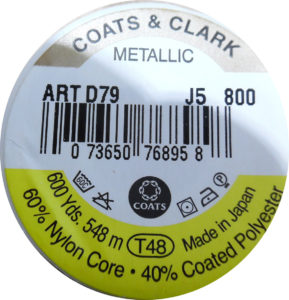 COATS & CLARK
METALLIC
ART D79 J5 800
0 73650 76895 8
COATS
600 Yds. 548 m T48 Made in Japan
60% Nylon Core • 40% Coated Polyester